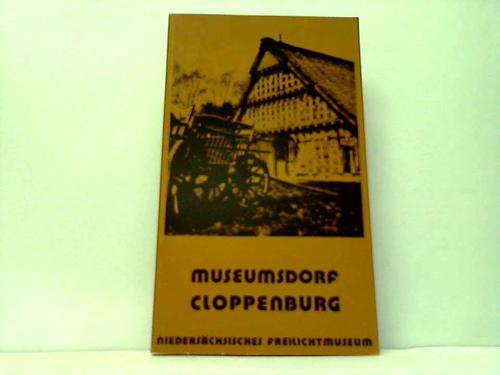 MUSEUMSDORF
CLOPPENBURG
NIEDERSÄCHSISCHES FREILICHTMUSEUM